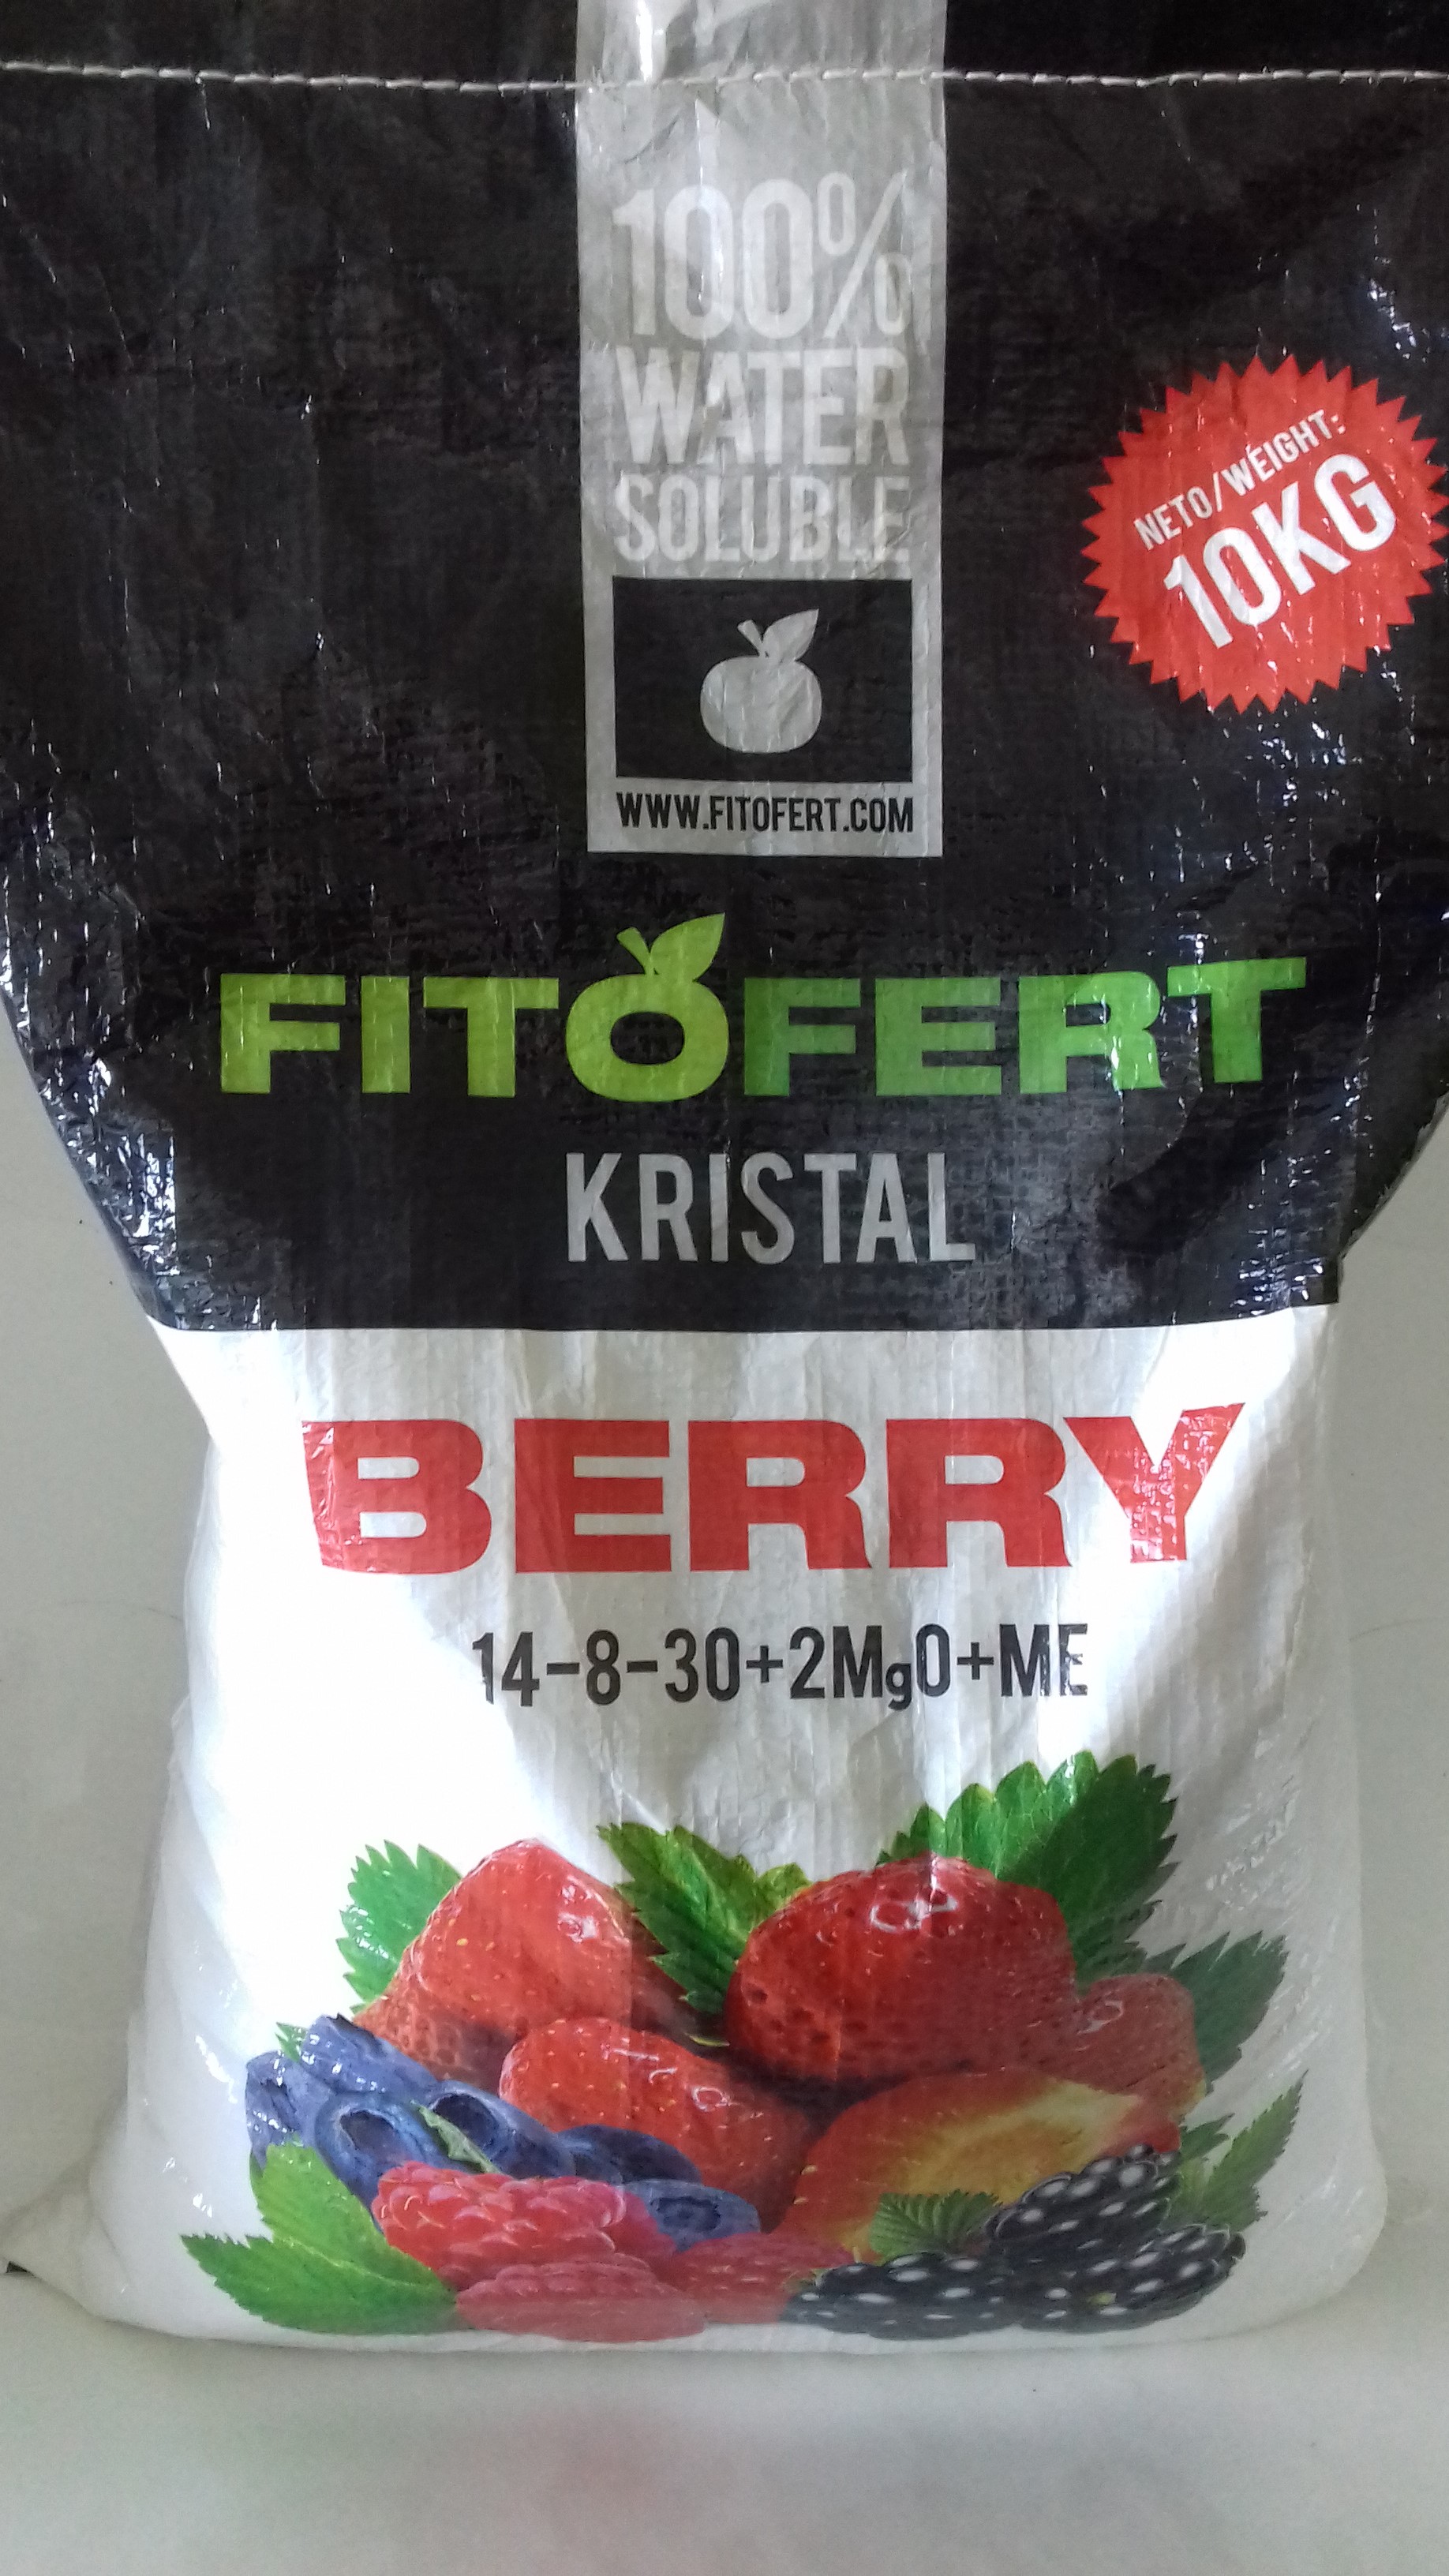 100%
WATER
SOLUBLE
NETO/WEIGHT:
10KG
WWW.FITOFERT.COM
FITOFERT
KRISTAL
BERRY
14-8-30+2MgO+ME